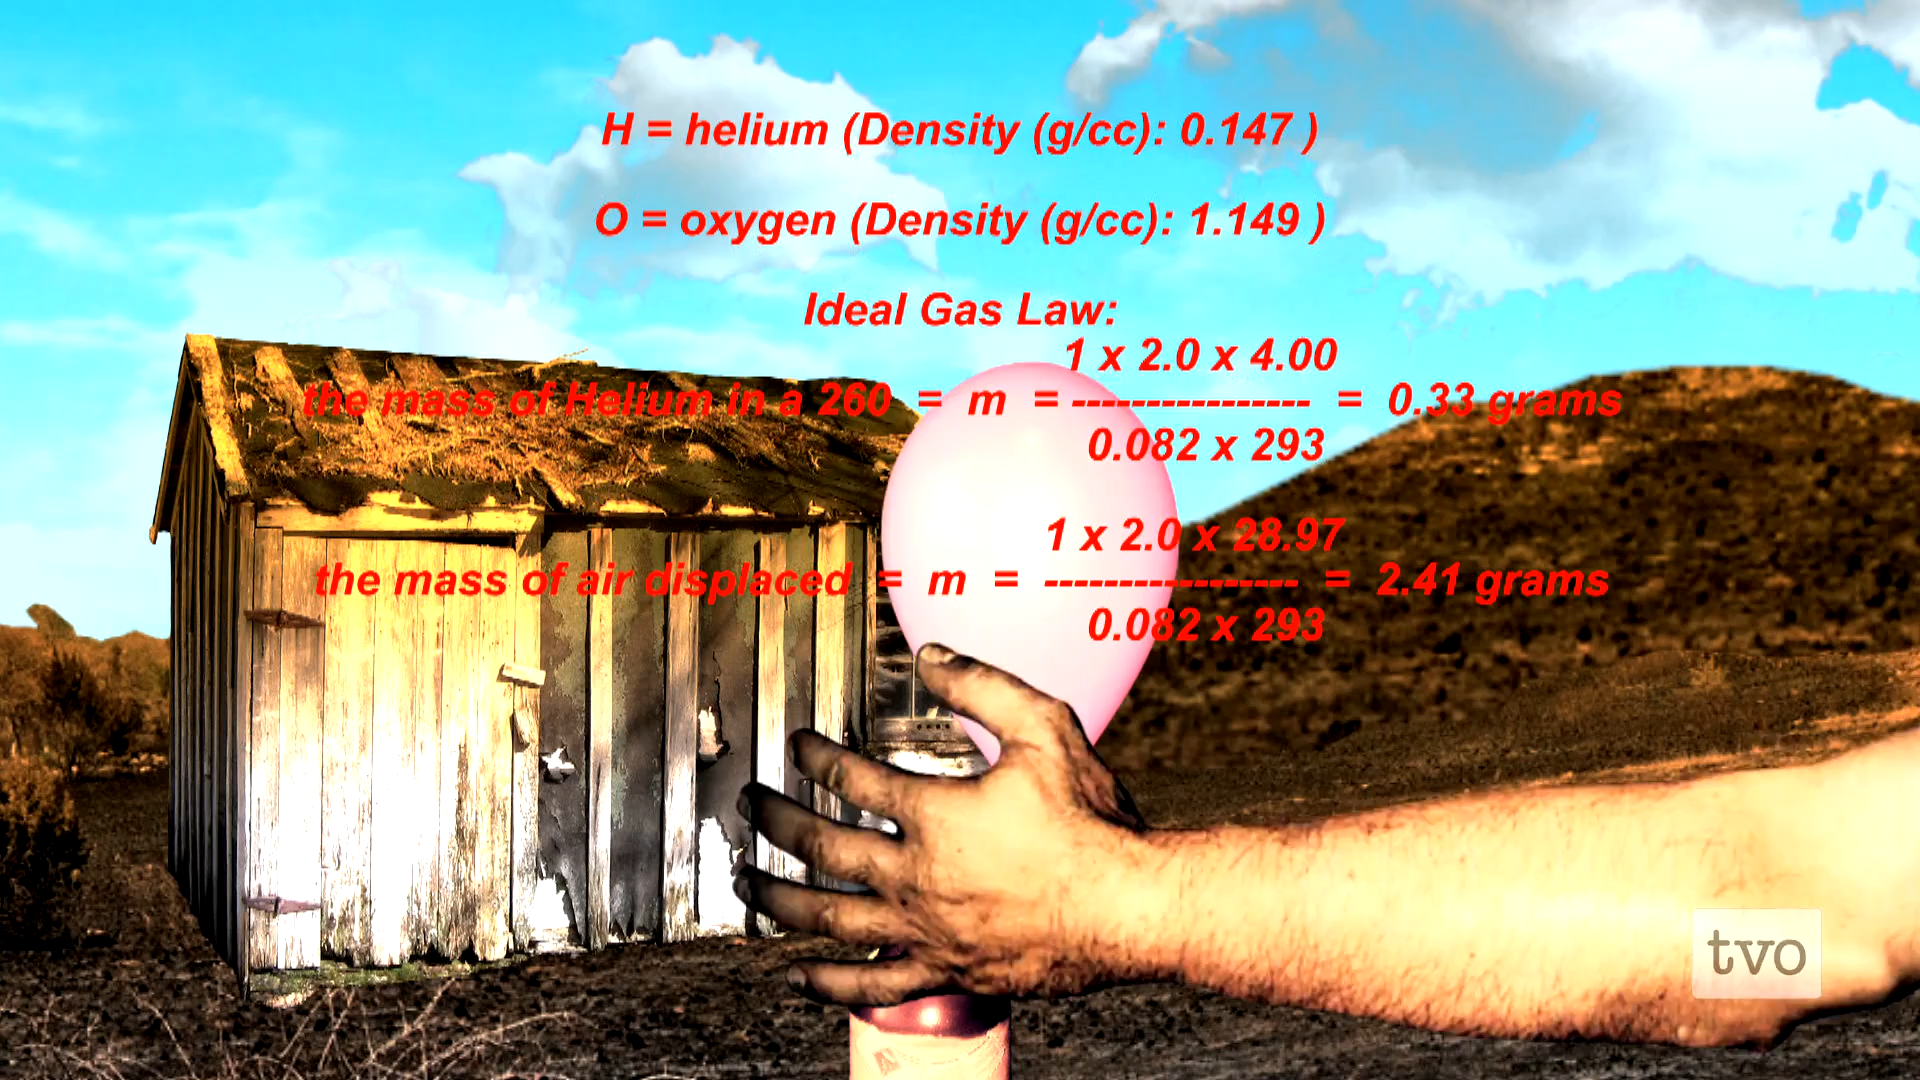 H = helium (Density (g/cc): 0.147 )
O = oxygen (Density (g/cc): 1.149 )
Ideal Gas Law:
1 x 2.0 x 4.00
the mass of Helium in a 260 = m = ---------------- = 0.33 grams
0.082 x 293
1 x 2.0 x 28.97
the mass of air displaced = m = ----------------- = 2.41 grams
0.082 x 293
tvo